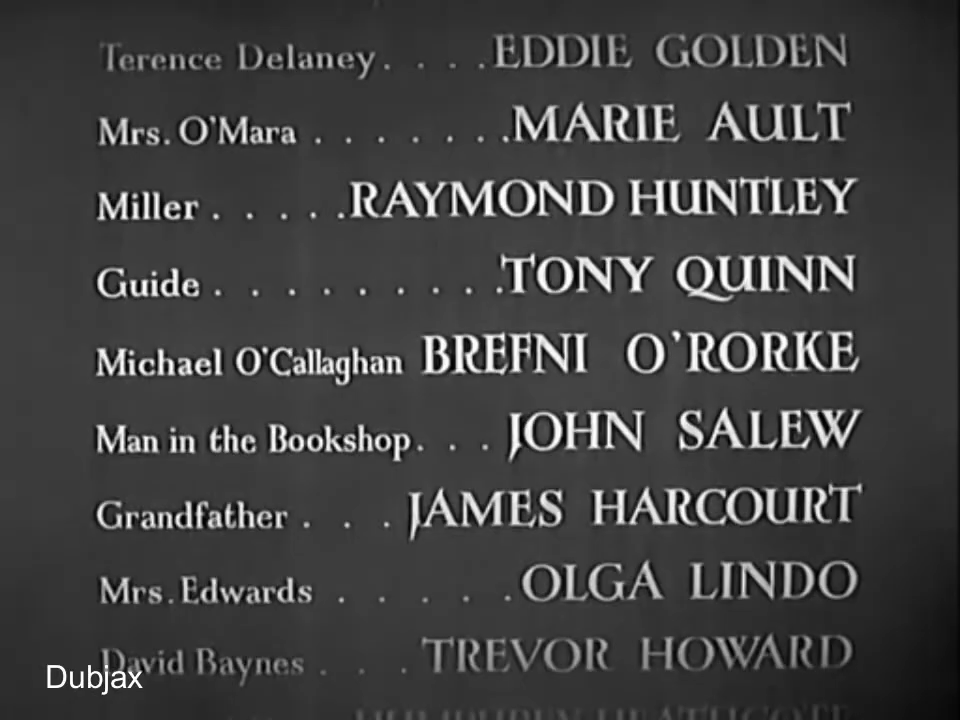 Terence Delaney. . . .EDDIE GOLDEN
Mrs. O'Mara . . . . . . .MARIE AULT
Miller . . . . .RAYMOND HUNTLEY
Guide . . . . . . . . .TONY QUINN
Michael O'Callaghan BREFNI O'RORKE
Man in the Bookshop. . . JOHN SALEW
Grandfather . . . JAMES HARCOURT
Mrs. Edwards . . . . .OLGA LINDO
David Baynes . . . TREVOR HOWARD
Dubjax